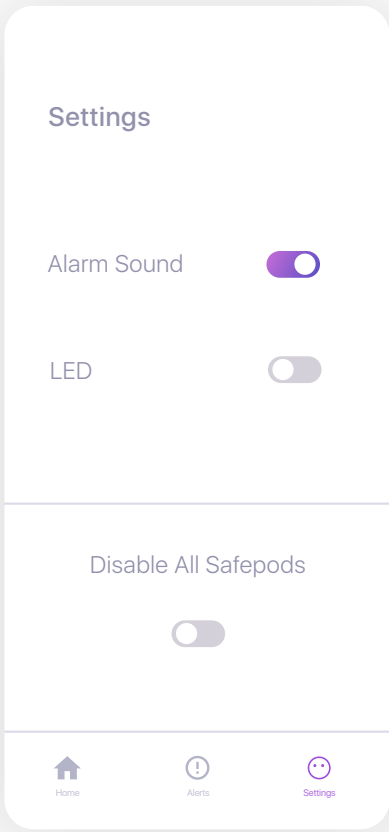 Settings
Alarm Sound
LED
Disable All Safepods
Home
Alerts
Settings